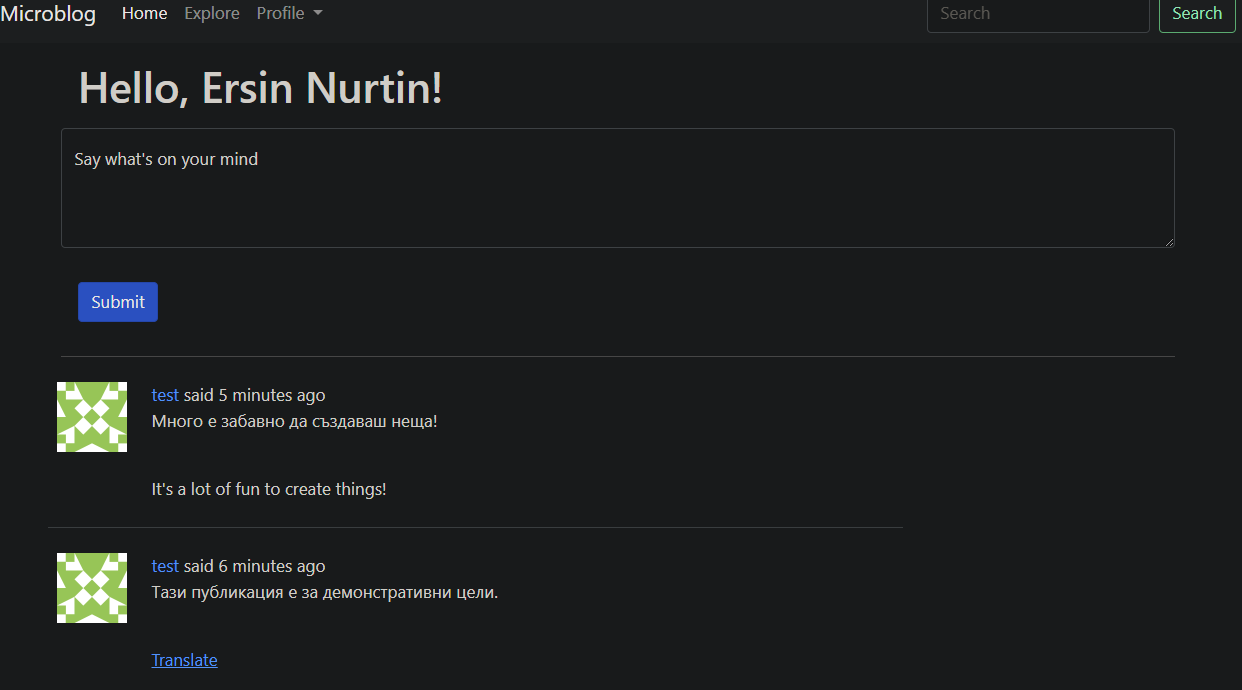 Microblog Home Explore Profile Search Search
Hello, Ersin Nurtin!
Say what's on your mind
Submit
test said 5 minutes ago
Много е забавно да създаваш неща!
It's a lot of fun to create things!
test said 6 minutes ago
Тази публикация е за демонстративни цели.
Translate